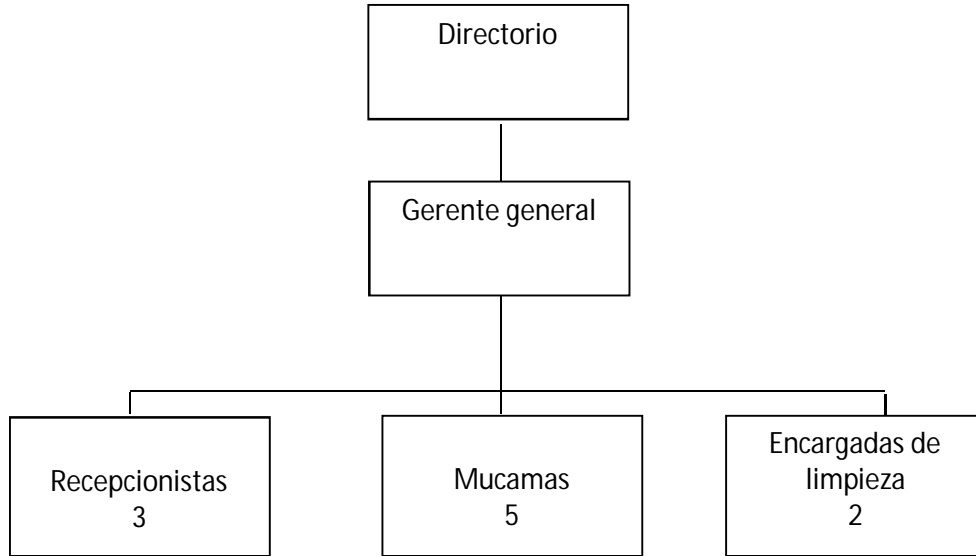 Directorio
Gerente general
Recepcionistas
3
Mucamas
5
Encargadas de
limpieza
2